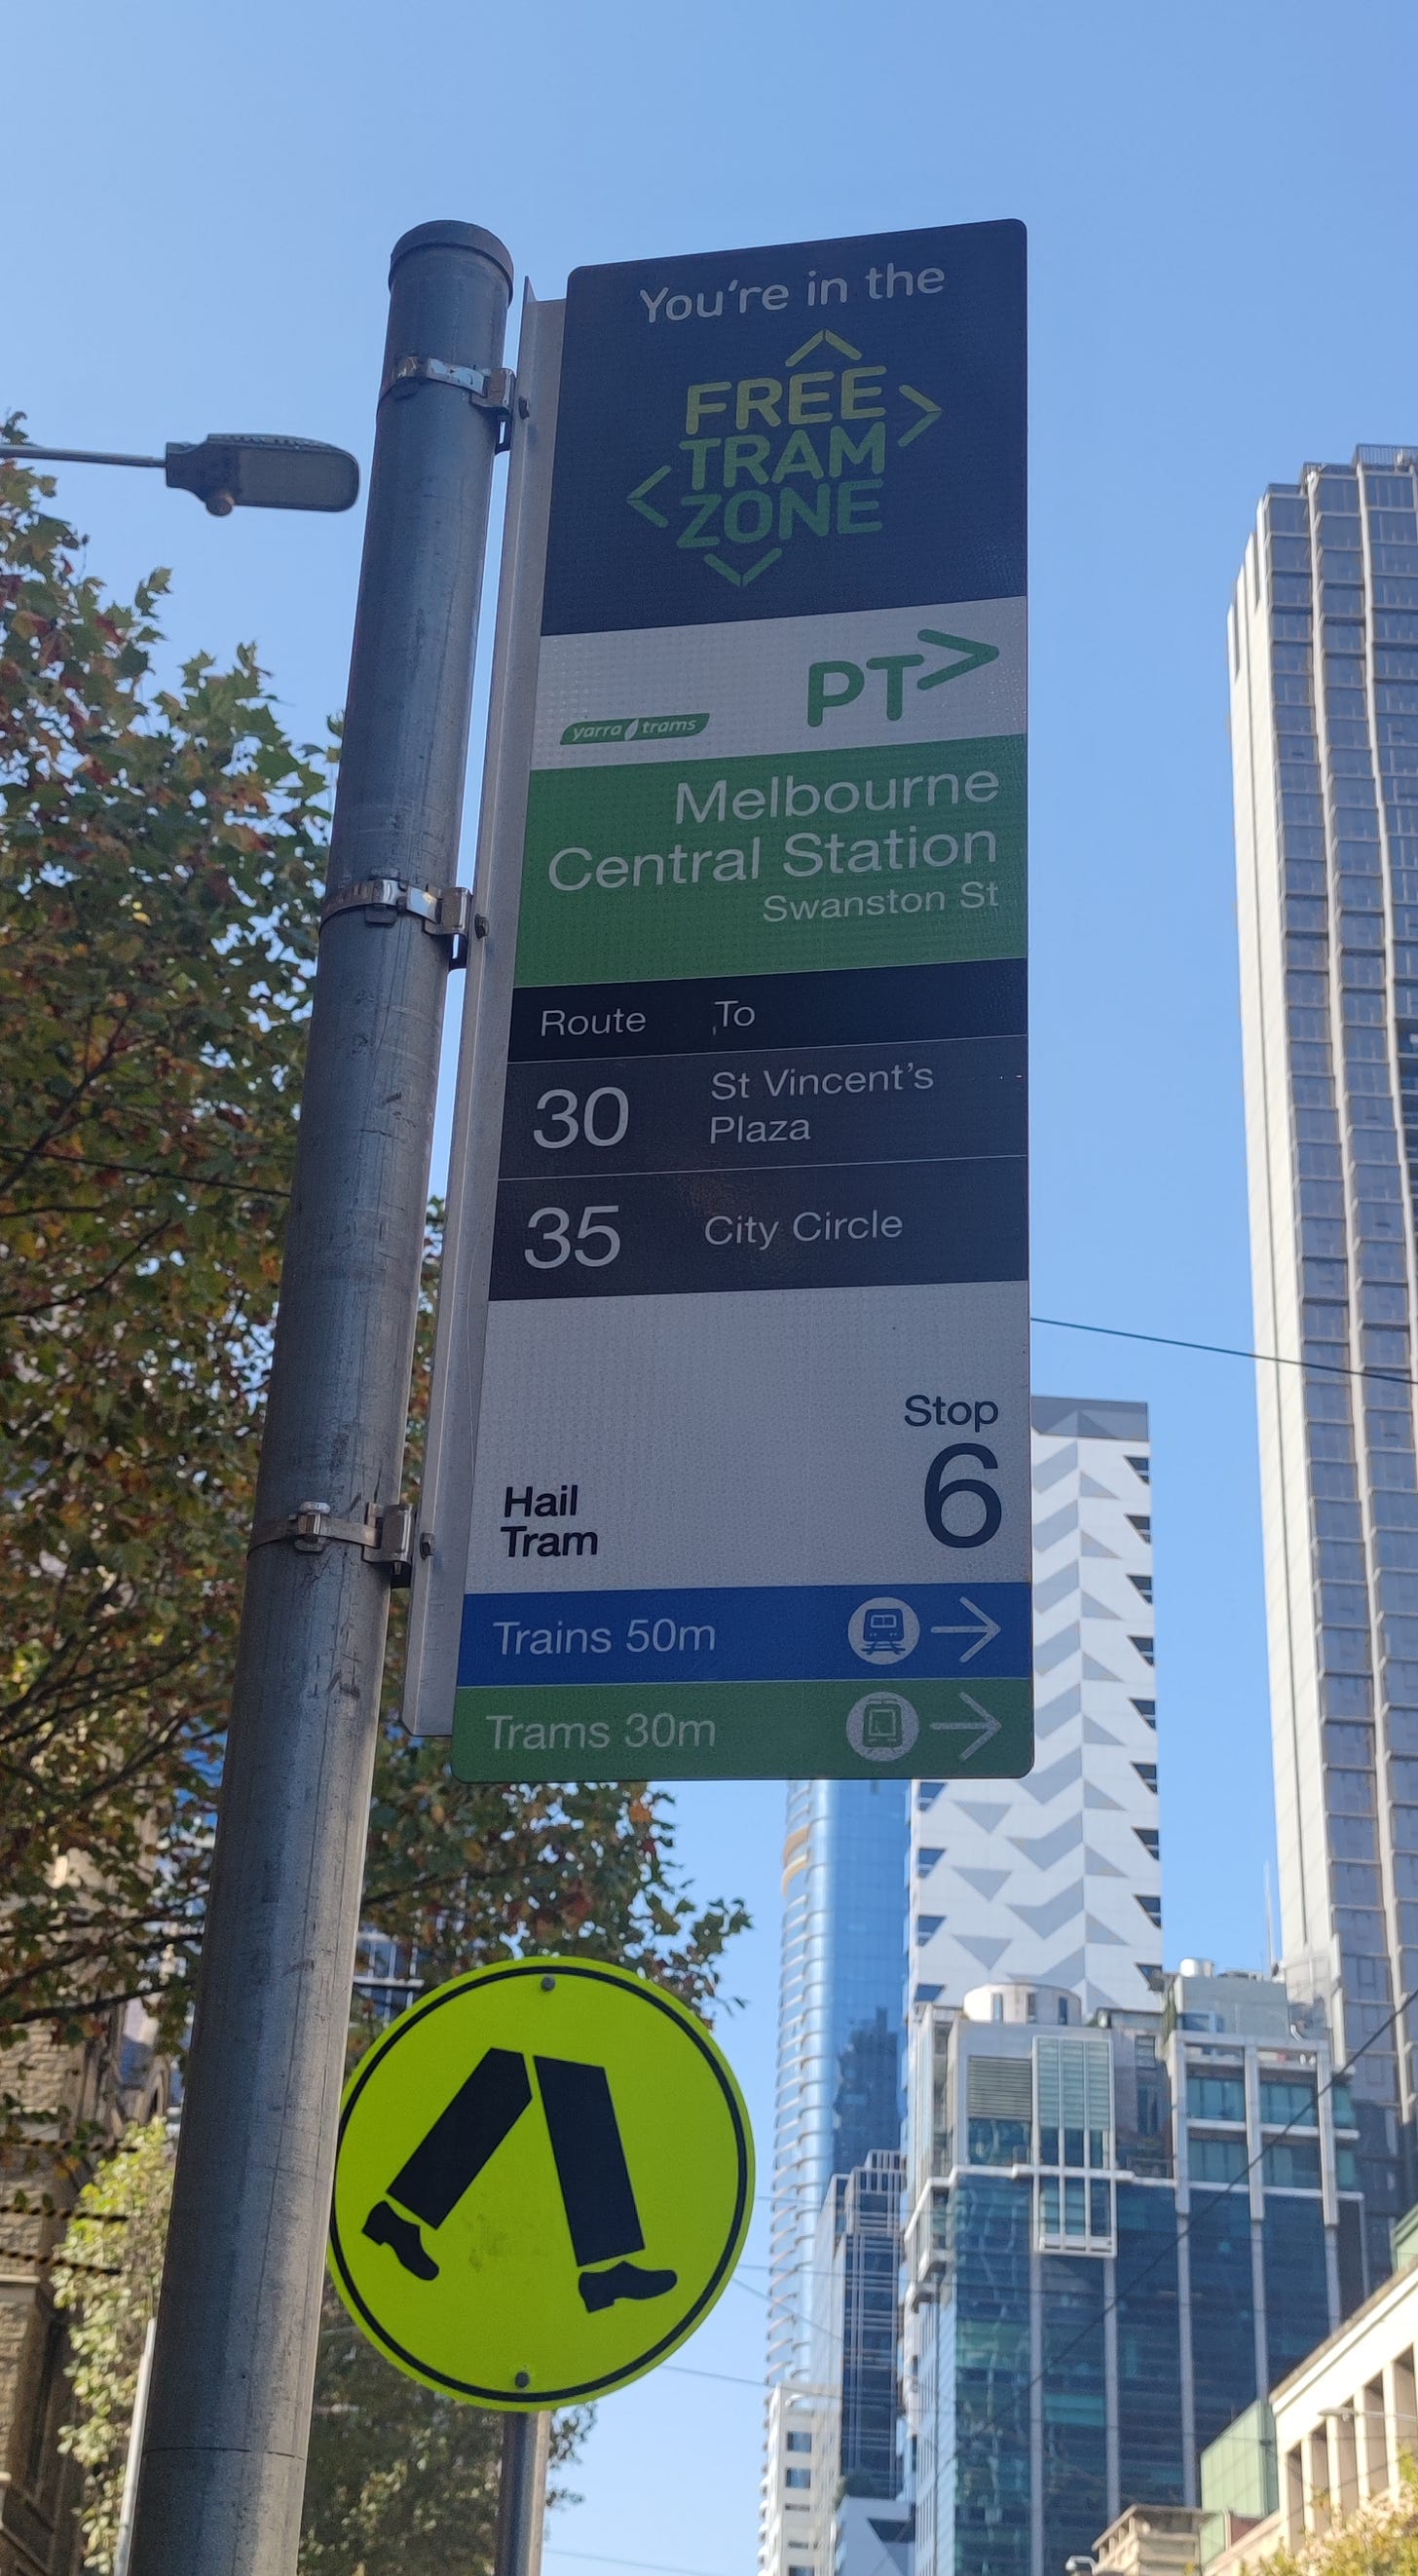 You're in the
FREE
TRAM
ZONE
PT>
yarra trams
Melbourne
Central Station
Swanston St
Route To
30 St Vincent's
Plaza
35 City Circle
Stop
6
Hail
Tram
Trains 50m
Trams 30m